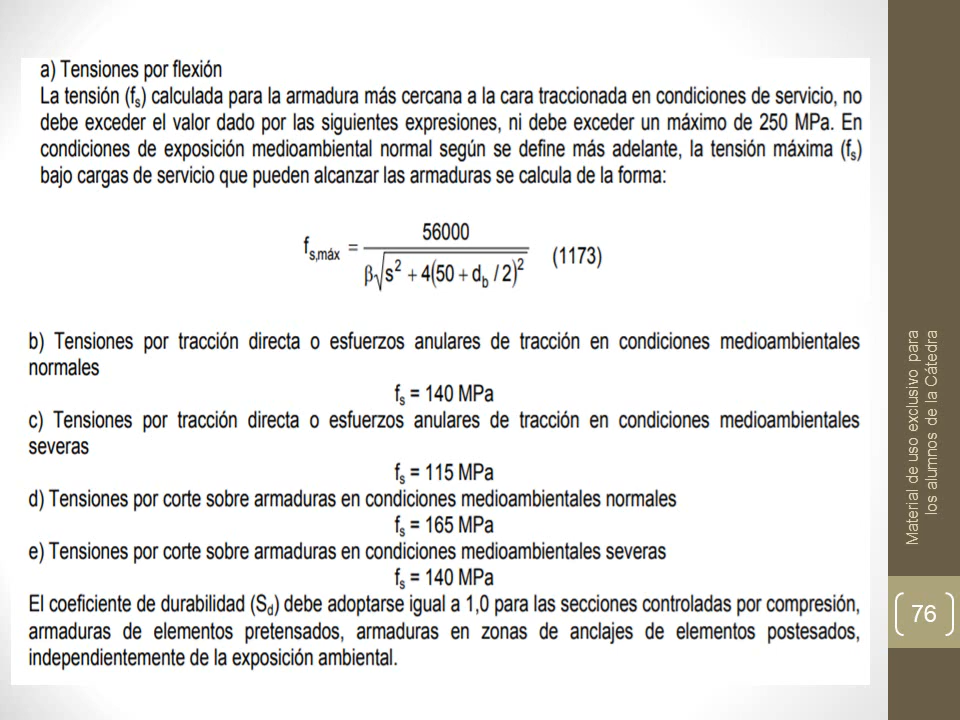 a) Tensiones por flexión
La tensión (fs) calculada para la armadura más cercana a la cara traccionada en condiciones de servicio, no
debe exceder el valor dado por las siguientes expresiones, ni debe exceder un máximo de 250 MPa. En
condiciones de exposición medioambiental normal según se define más adelante, la tensión máxima (fs)
bajo cargas de servicio que pueden alcanzar las armaduras se calcula de la forma:
fs,máx = 56000 / β√(s² + 4(50 + db / 2)²) (1173)
b) Tensiones por tracción directa o esfuerzos anulares de tracción en condiciones medioambientales
normales
fs = 140 MPa
c) Tensiones por tracción directa o esfuerzos anulares de tracción en condiciones medioambientales
severas
fs = 115 MPa
d) Tensiones por corte sobre armaduras en condiciones medioambientales normales
fs = 165 MPa
e) Tensiones por corte sobre armaduras en condiciones medioambientales severas
fs = 140 MPa
El coeficiente de durabilidad (Sd) debe adoptarse igual a 1,0 para las secciones controladas por compresión,
armaduras de elementos pretensados, armaduras en zonas de anclajes de elementos postesados,
independientemente de la exposición ambiental.
Material de uso exclusivo para
los alumnos de la Cátedra
76